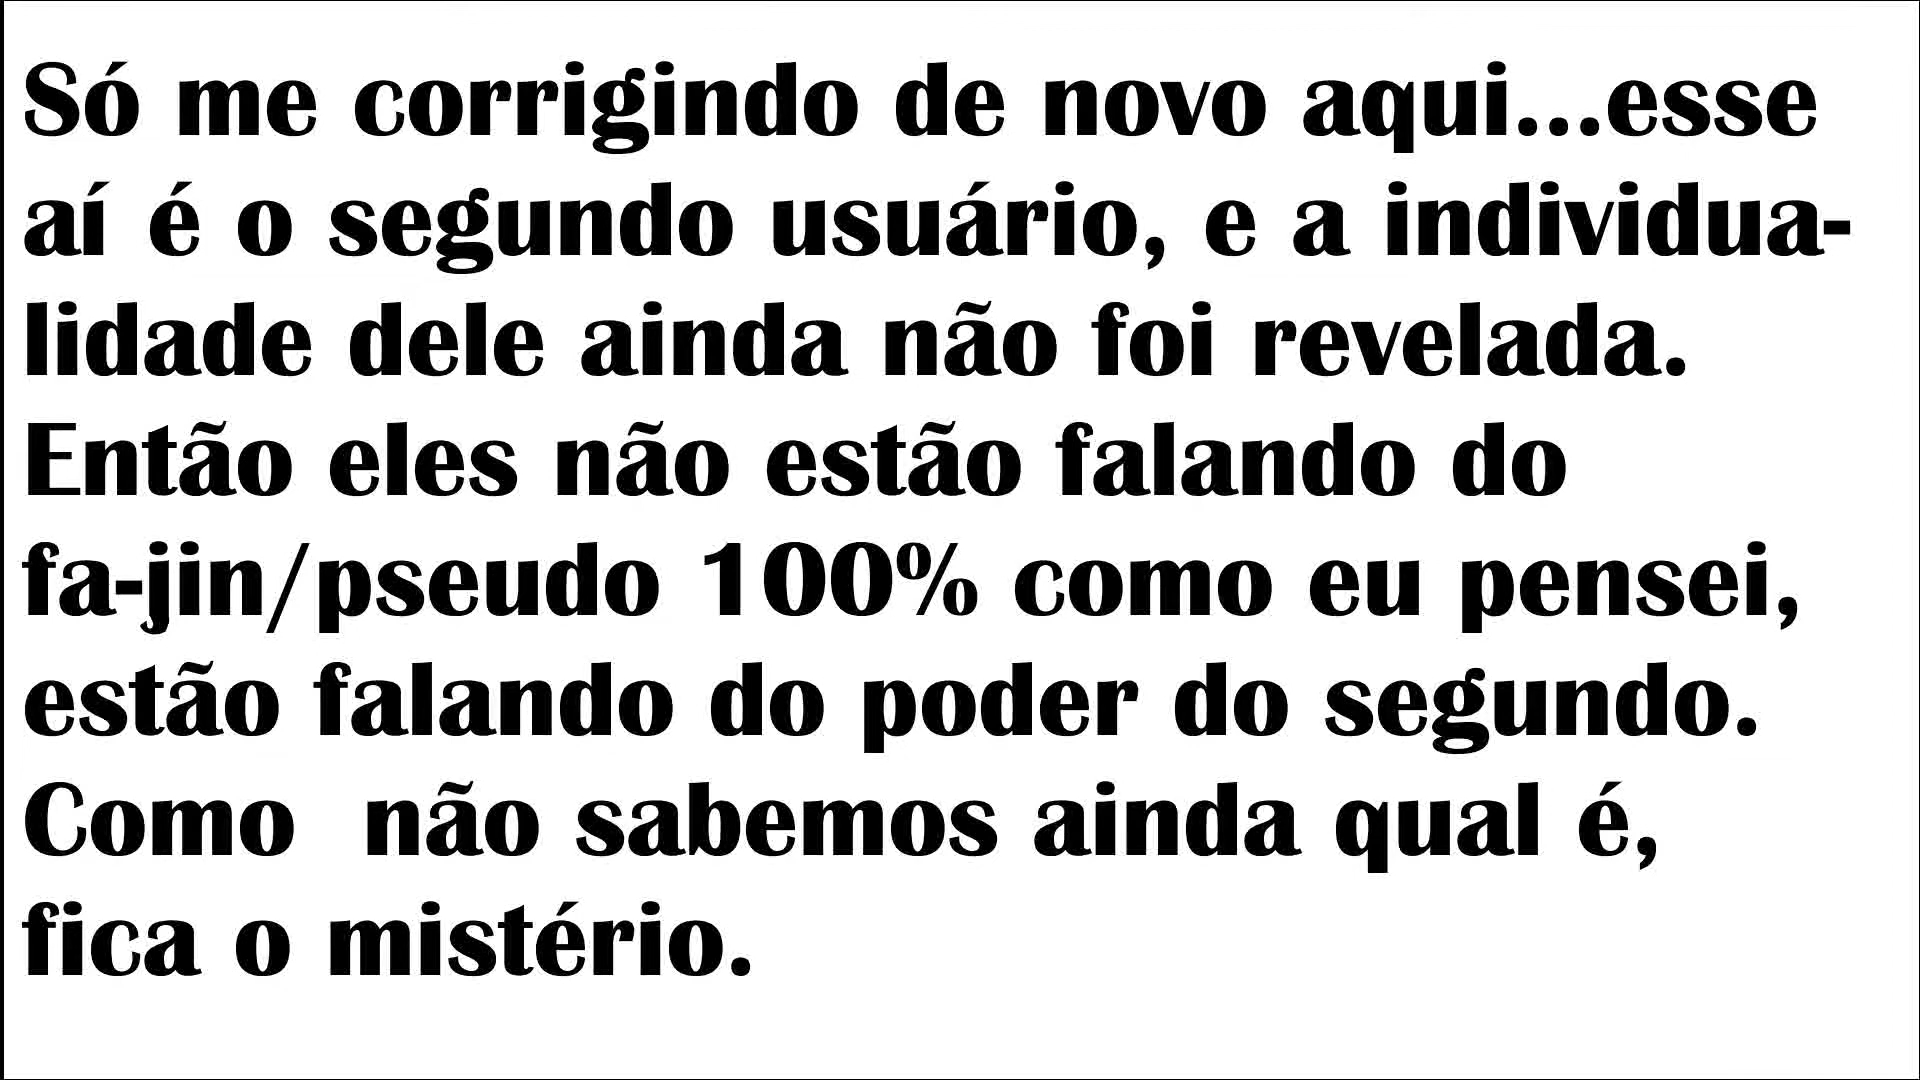 Só me corrigindo de novo aqui...esse
aí é o segundo usuário, e a individua-
lidade dele ainda não foi revelada.
Então eles não estão falando do
fa-jin/pseudo 100% como eu pensei,
estão falando do poder do segundo.
Como  não sabemos ainda qual é,
fica o mistério.